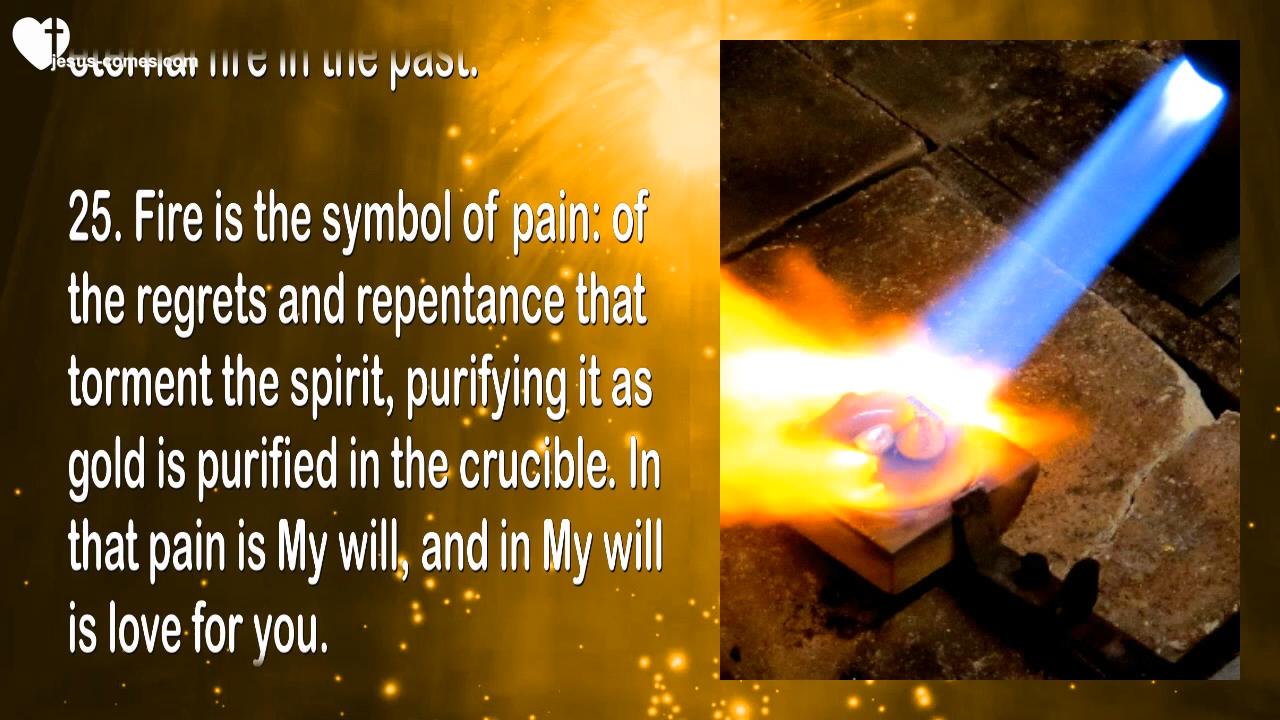 jesus-comes.com
eternal fire in the past.
25. Fire is the symbol of pain: of
the regrets and repentance that
torment the spirit, purifying it as
gold is purified in the crucible. In
that pain is My will, and in My will
is love for you.